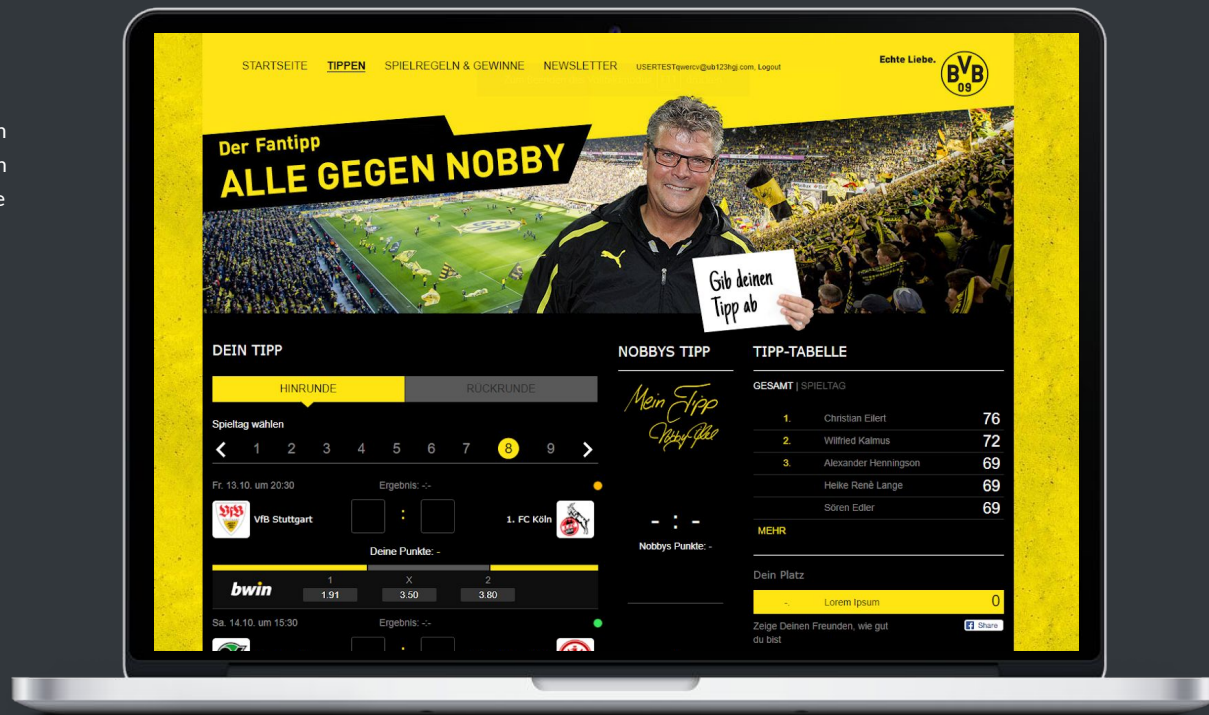 n
n
e
STARTSEITE TIPPEN SPIELREGELN & GEWINNE NEWSLETTER USERTESTqwercv@ub123hgj.com, Logout
Echte Liebe.
BVB
09
Der Fantipp
ALLE GEGEN NOBBY
Gib deinen
Tipp ab
DEIN TIPP
HINRUNDE RÜCKRUNDE
Spieltag wählen
1 2 3 4 5 6 7 8 9
Fr. 13.10. um 20:30 Ergebnis: -:-
VfB Stuttgart : 1. FC Köln
Deine Punkte: -
bwin
1 X 2
1.91 3.50 3.80
Sa. 14.10. um 15:30 Ergebnis: -:-
:
NOBBYS TIPP
Mein Tipp
- : -
Nobbys Punkte: -
TIPP-TABELLE
GESAMT | SPIELTAG
1. Christian Eilert 76
2. Wilfried Kalmus 72
3. Alexander Henningson 69
Heike Renè Lange 69
Sören Edler 69
MEHR
Dein Platz
-. Lorem Ipsum 0
Zeige Deinen Freunden, wie gut
du bist
Share